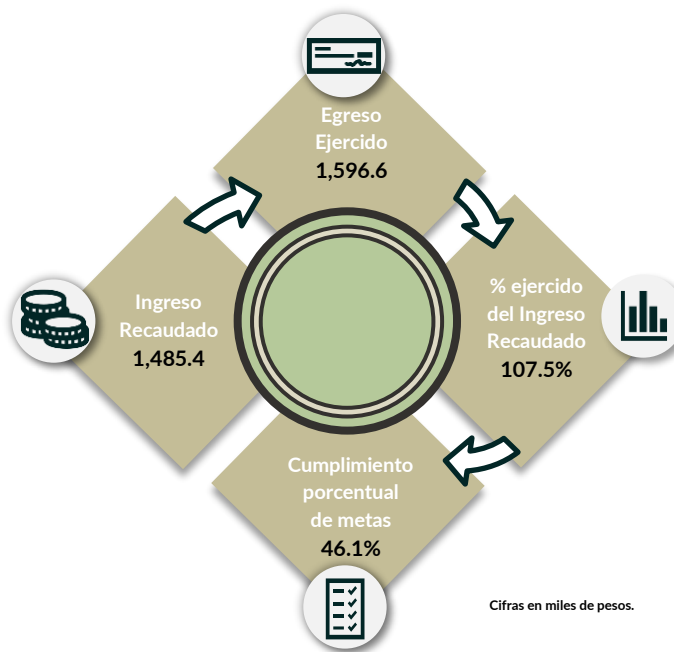 Egreso
Ejercido
1,596.6
Ingreso
Recaudado
1,485.4
% ejercido
del Ingreso
Recaudado
107.5%
Cumplimiento
porcentual
de metas
46.1%
Cifras en miles de pesos.